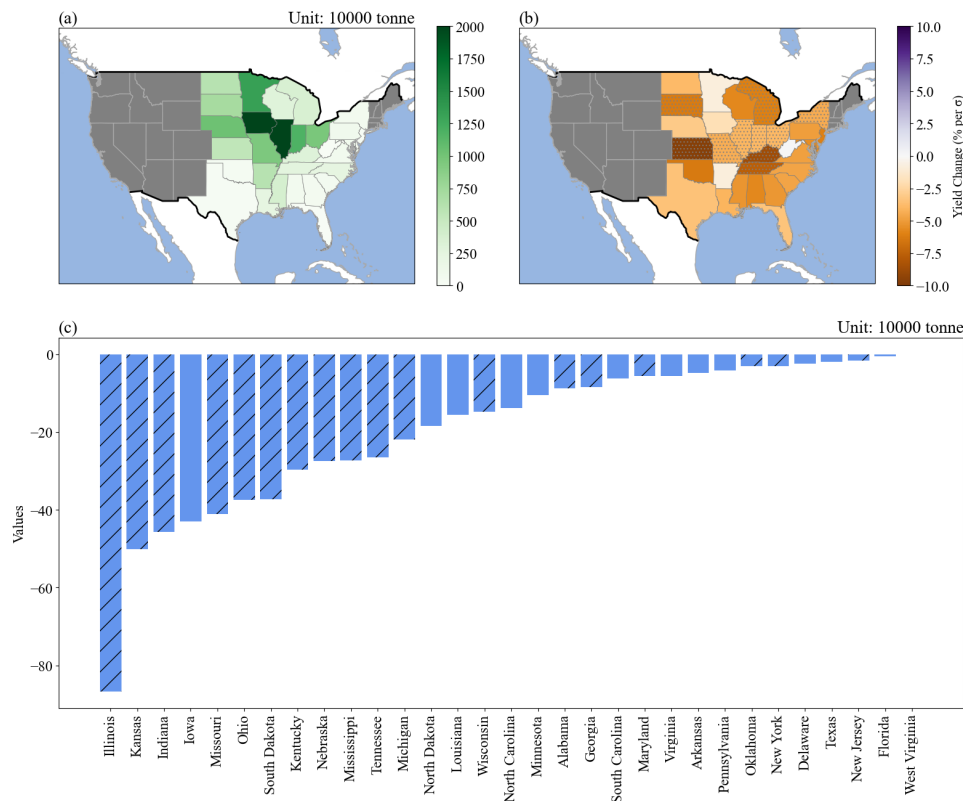 (a) Unit: 10000 tonne
2000
1750
1500
1250
1000
750
500
250
0
(b)
10.0
7.5
5.0
2.5
0.0
−2.5
−5.0
−7.5
−10.0
Yield Change (% per σ)
(c) Unit: 10000 tonne
0
−20
−40
−60
−80
Values
Illinois
Kansas
Indiana
Iowa
Missouri
Ohio
South Dakota
Kentucky
Nebraska
Mississippi
Tennessee
Michigan
North Dakota
Louisiana
Wisconsin
North Carolina
Minnesota
Alabama
Georgia
South Carolina
Maryland
Virginia
Arkansas
Pennsylvania
Oklahoma
New York
Delaware
Texas
New Jersey
Florida
West Virginia